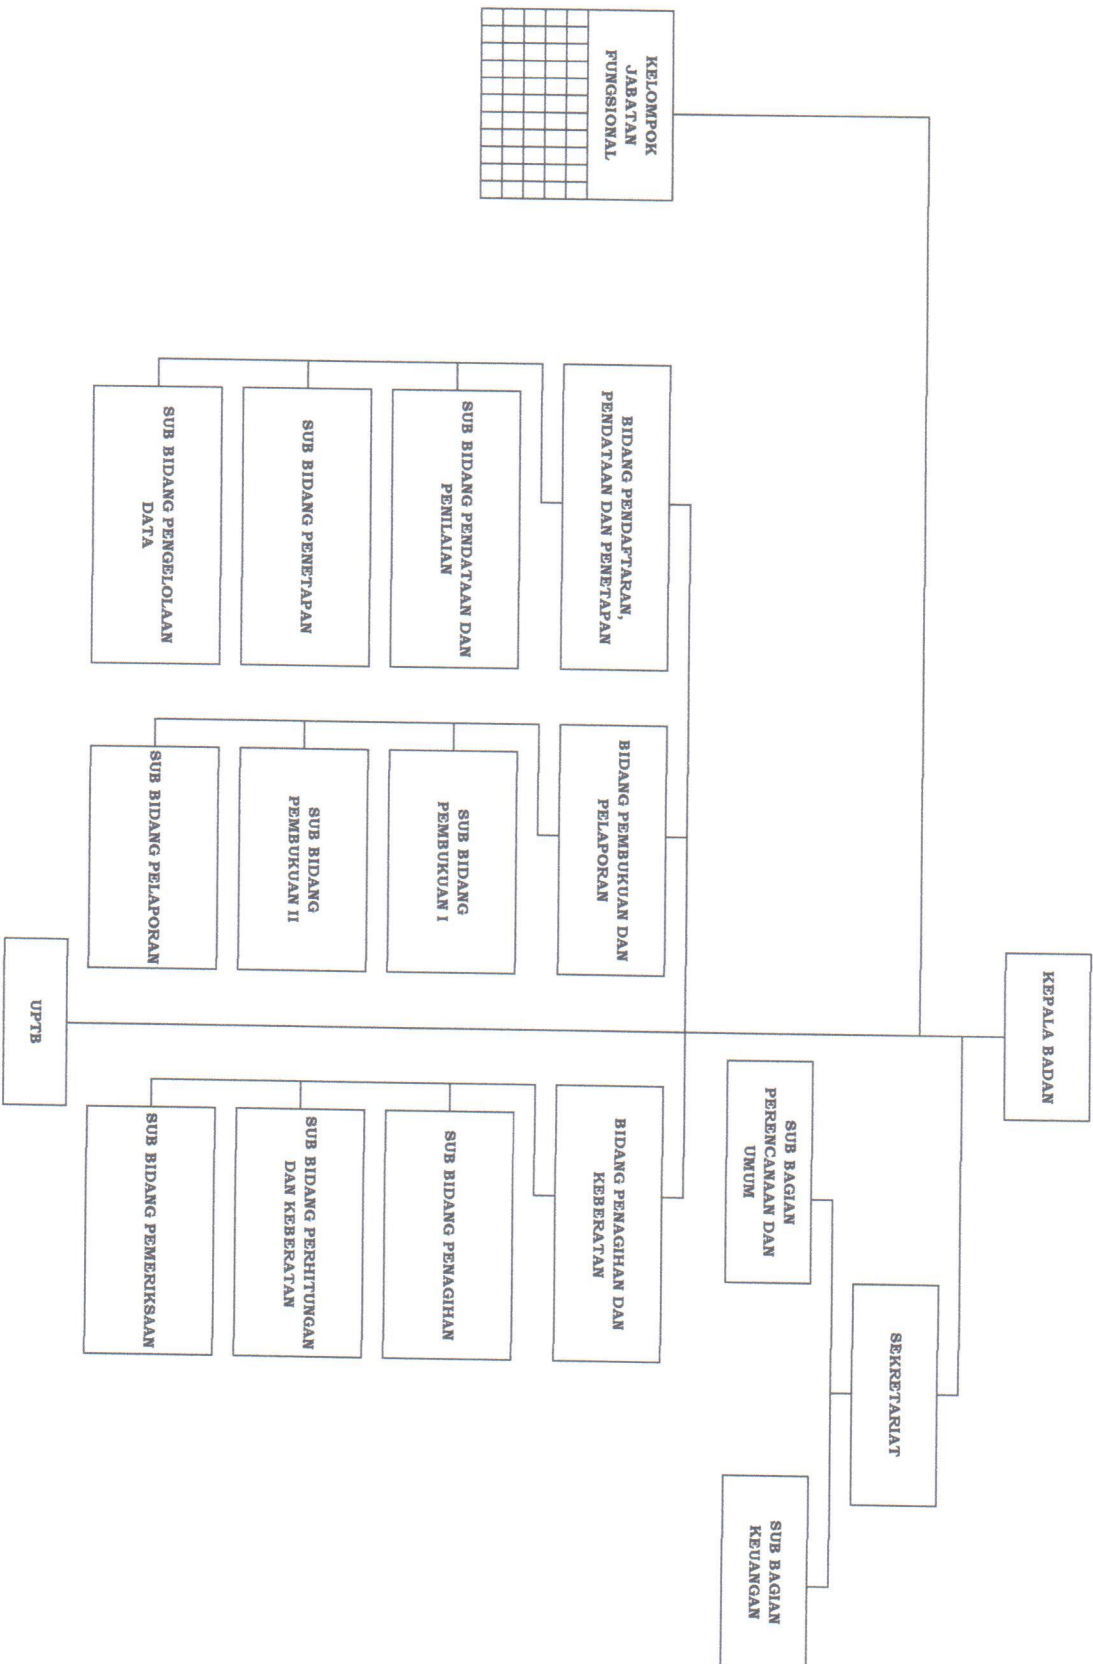 KEPALA BADAN
SEKRETARIAT
SUB BAGIAN
PERENCANAAN DAN
UMUM
SUB BAGIAN
KEUANGAN
KELOMPOK
JABATAN
FUNGSIONAL
BIDANG PENDAFTARAN,
PENDATAAN DAN PENETAPAN
SUB BIDANG PENDATAAN DAN
PENILAIAN
SUB BIDANG PENETAPAN
SUB BIDANG PENGELOLAAN
DATA
BIDANG PEMBUKUAN DAN
PELAPORAN
SUB BIDANG
PEMBUKUAN I
SUB BIDANG
PEMBUKUAN II
SUB BIDANG PELAPORAN
BIDANG PENAGIHAN DAN
KEBERATAN
SUB BIDANG PENAGIHAN
SUB BIDANG PERHITUNGAN
DAN KEBERATAN
SUB BIDANG PEMERIKSAAN
UPTB